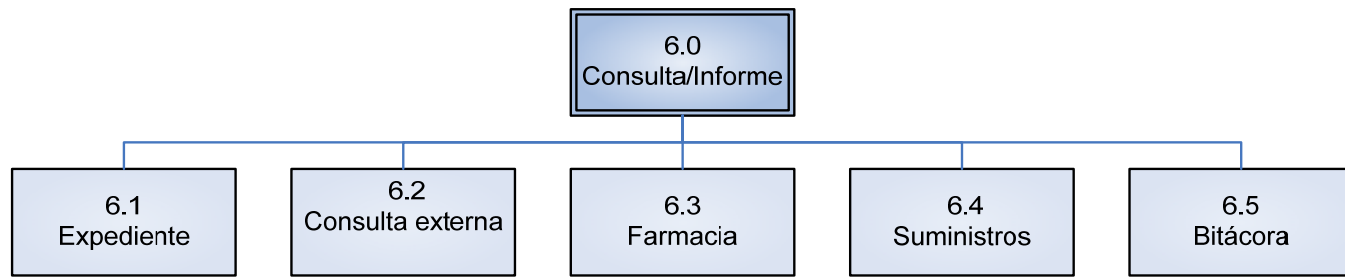 6.0
Consulta/Informe
6.1
Expediente
6.2
Consulta externa
6.3
Farmacia
6.4
Suministros
6.5
Bitácora